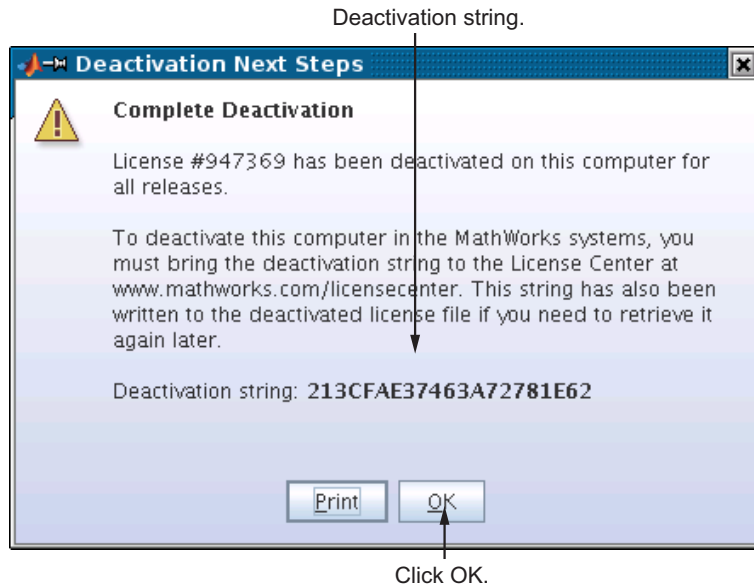 Deactivation string.
Deactivation Next Steps
Complete Deactivation
License #947369 has been deactivated on this computer for
all releases.
To deactivate this computer in the MathWorks systems, you
must bring the deactivation string to the License Center at
www.mathworks.com/licensecenter. This string has also been
written to the deactivated license file if you need to retrieve it
again later.
Deactivation string: 213CFAE37463A72781E62
Print OK
Click OK.